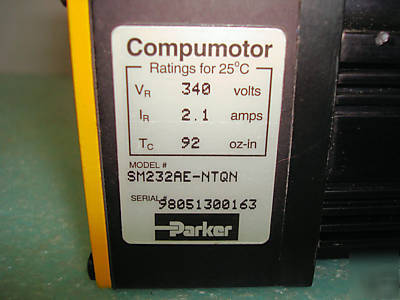 Compumotor
Ratings for 25°C
VR 340 volts
IR 2.1 amps
TC 92 oz-in
MODEL #
SM232AE-NTQN
SERIAL # 98051300163
Parker